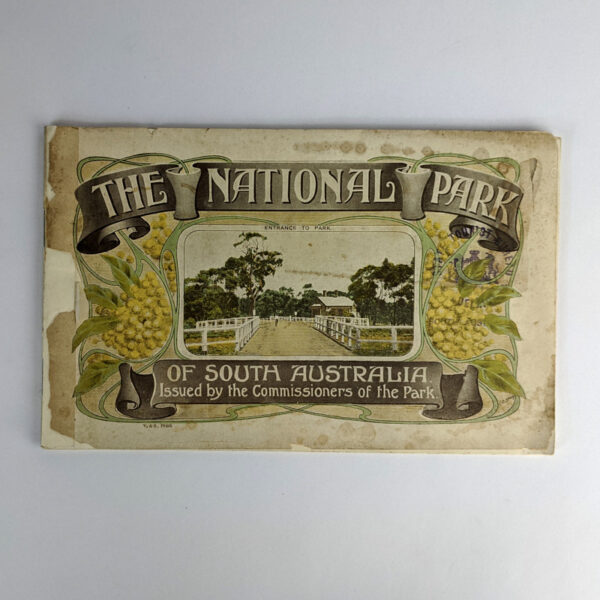 THE NATIONAL PARK
ENTRANCE TO PARK.
OF SOUTH AUSTRALIA.
Issued by the Commissioners of the Park.